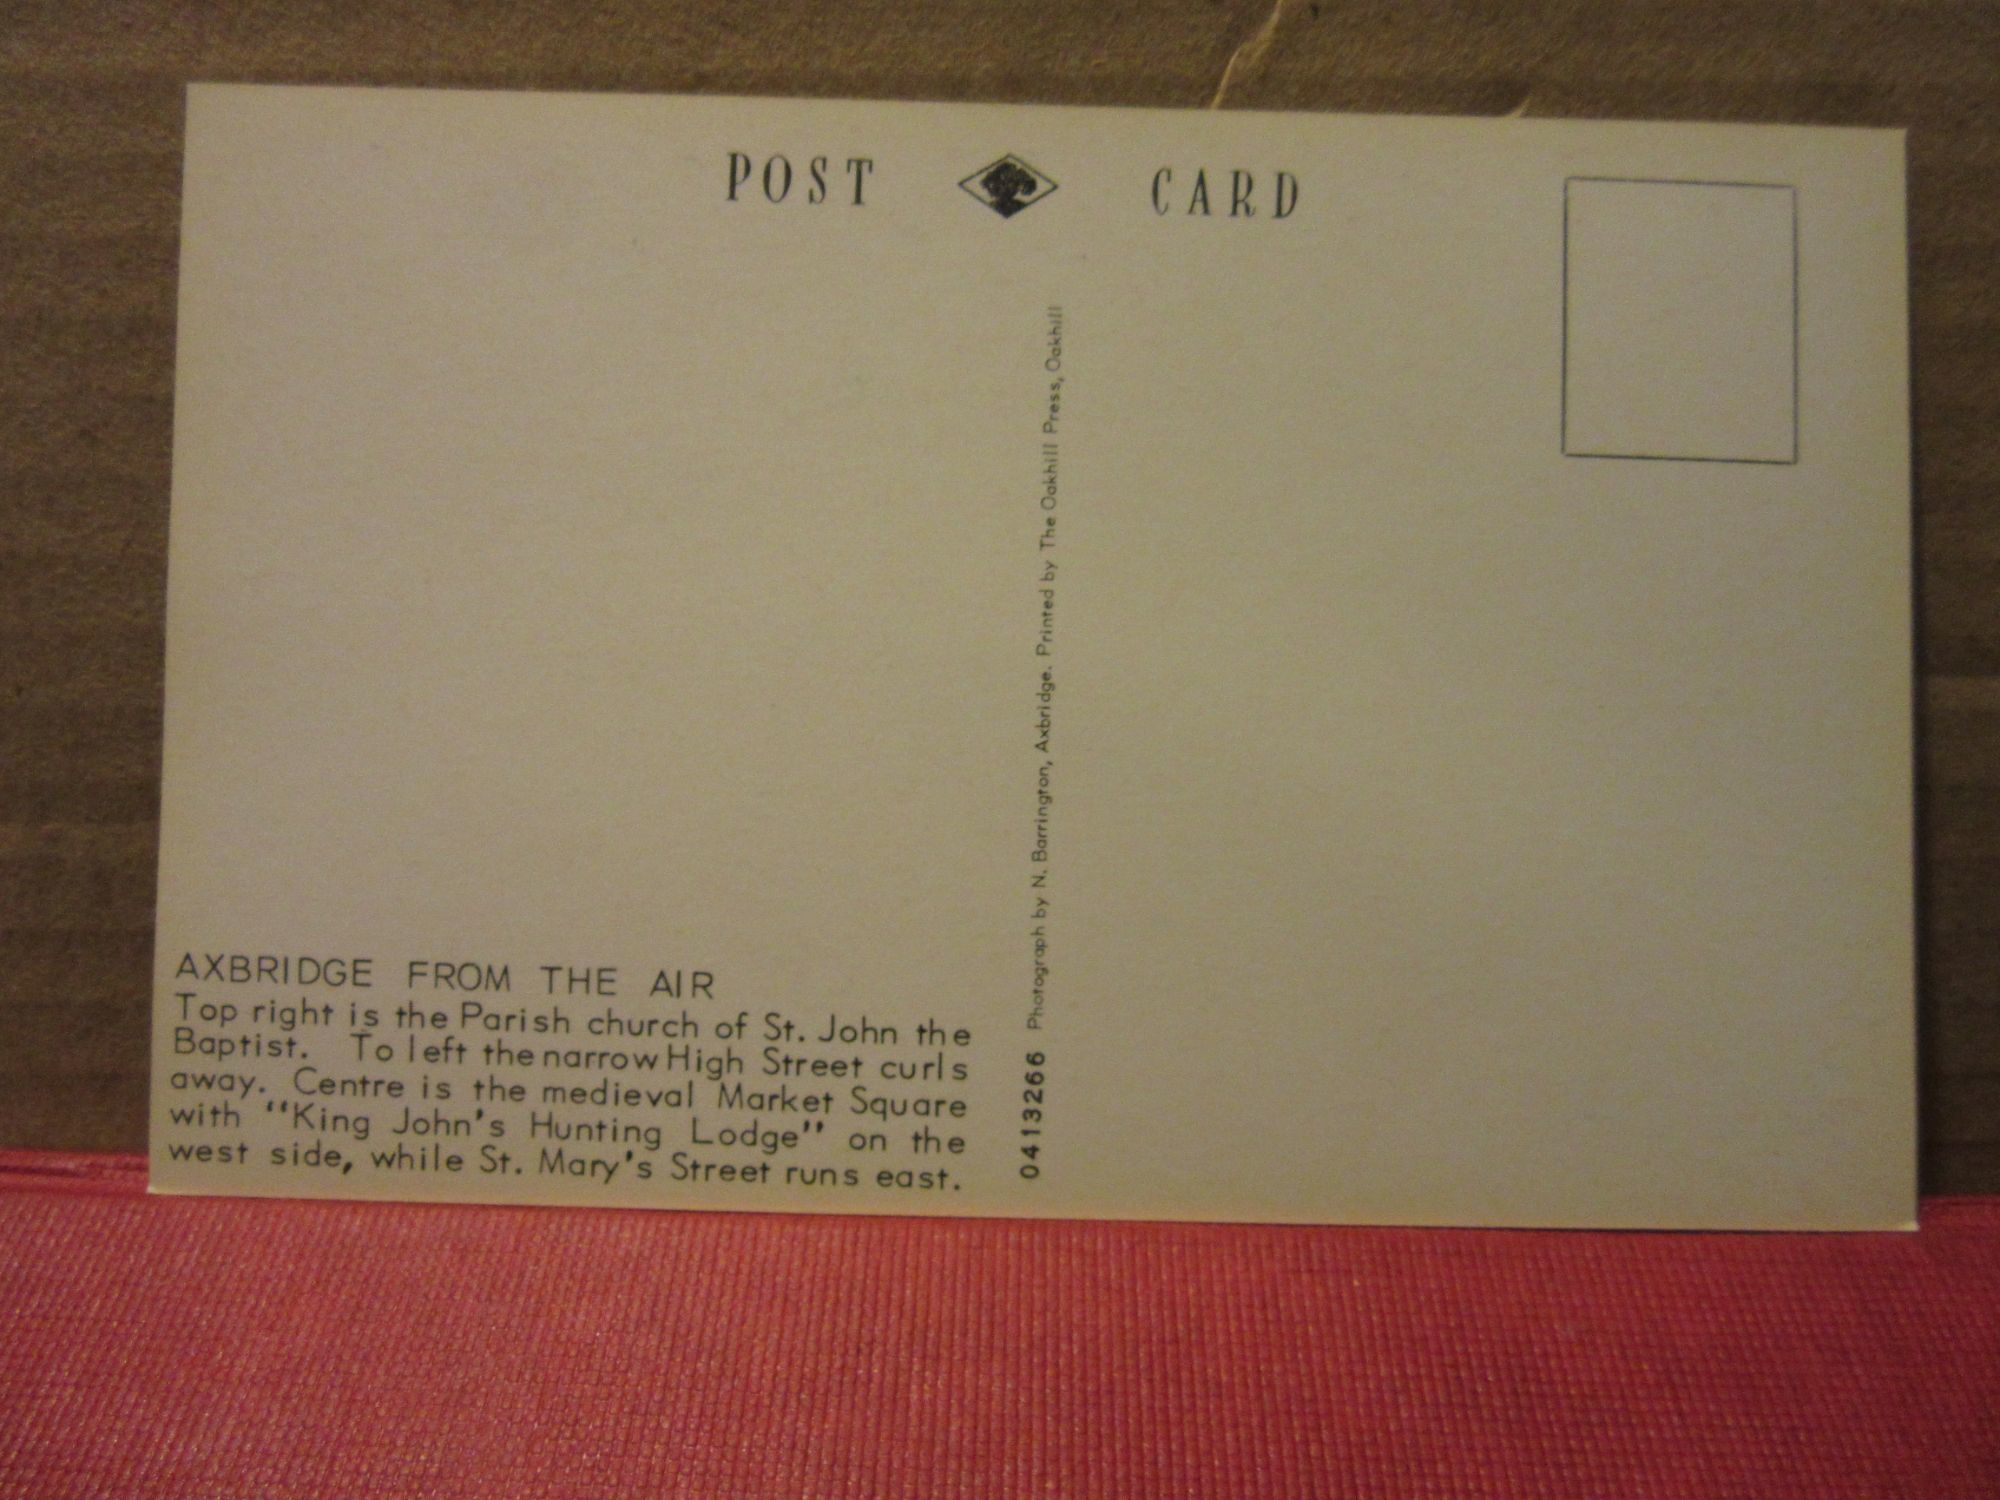 POST CARD
AXBRIDGE FROM THE AIR
Top right is the Parish church of St. John the
Baptist. To left the narrow High Street curls
away. Centre is the medieval Market Square
with "King John's Hunting Lodge" on the
west side, while St. Mary's Street runs east.
0413266 Photograph by N. Barrington, Axbridge. Printed by The Oakhill Press, Oakhill